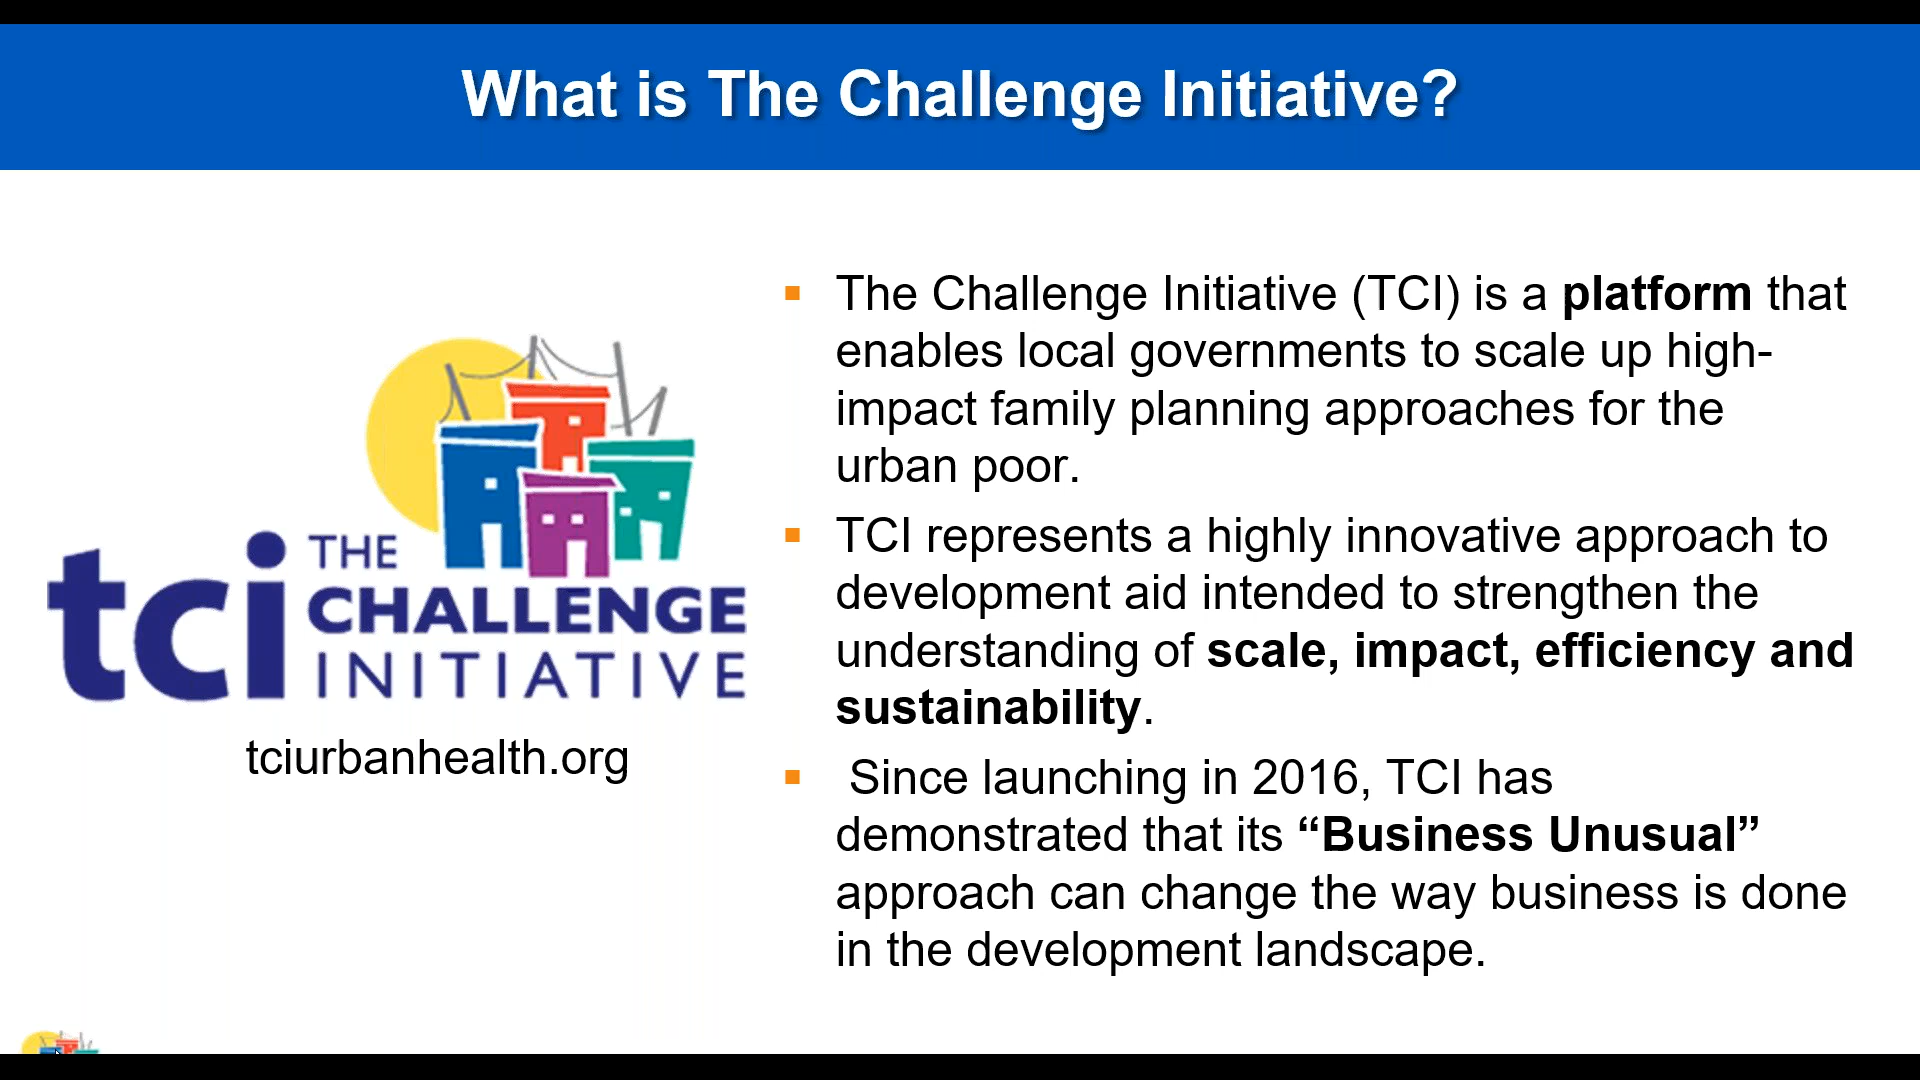 What is The Challenge Initiative?
tci THE
CHALLENGE
INITIATIVE
tciurbanhealth.org
▪ The Challenge Initiative (TCI) is a platform that
enables local governments to scale up high-
impact family planning approaches for the
urban poor.
▪ TCI represents a highly innovative approach to
development aid intended to strengthen the
understanding of scale, impact, efficiency and
sustainability.
▪ Since launching in 2016, TCI has
demonstrated that its “Business Unusual”
approach can change the way business is done
in the development landscape.